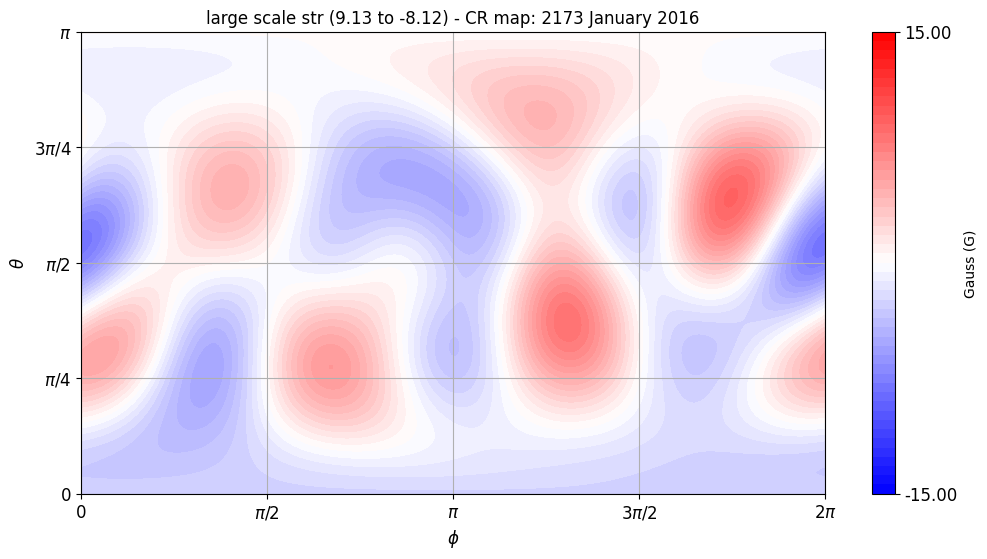 large scale str (9.13 to -8.12) - CR map: 2173 January 2016
π
3π/4
θ
π/2
π/4
0
0
π/2
π
3π/2
2π
ϕ
15.00
Gauss (G)
-15.00